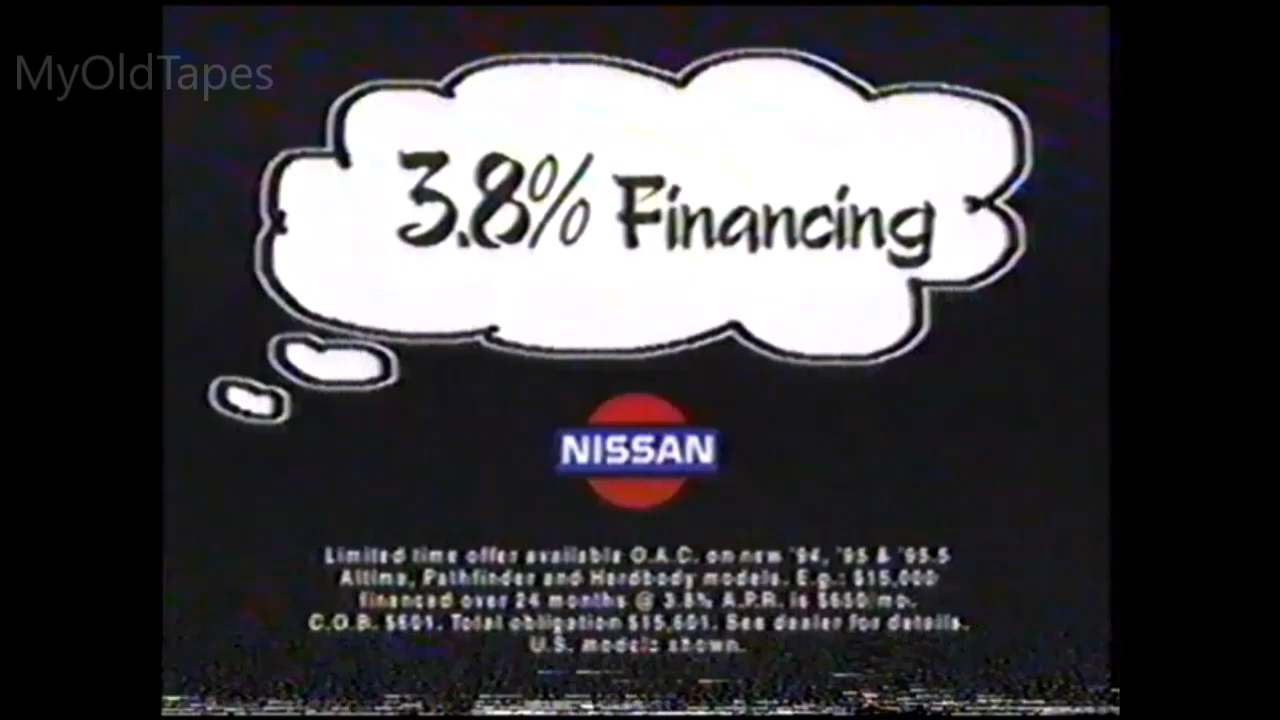 MyOldTapes
3.8% Financing
NISSAN
Limited time offer available O.A.C. on new '94, '95 & '95.5
Altima, Pathfinder and Hardbody models. E.g.: $15,000
financed over 24 months @ 3.8% A.P.R. is $650/mo.
C.O.B. $601. Total obligation $15,601. See dealer for details.
U.S. models shown.